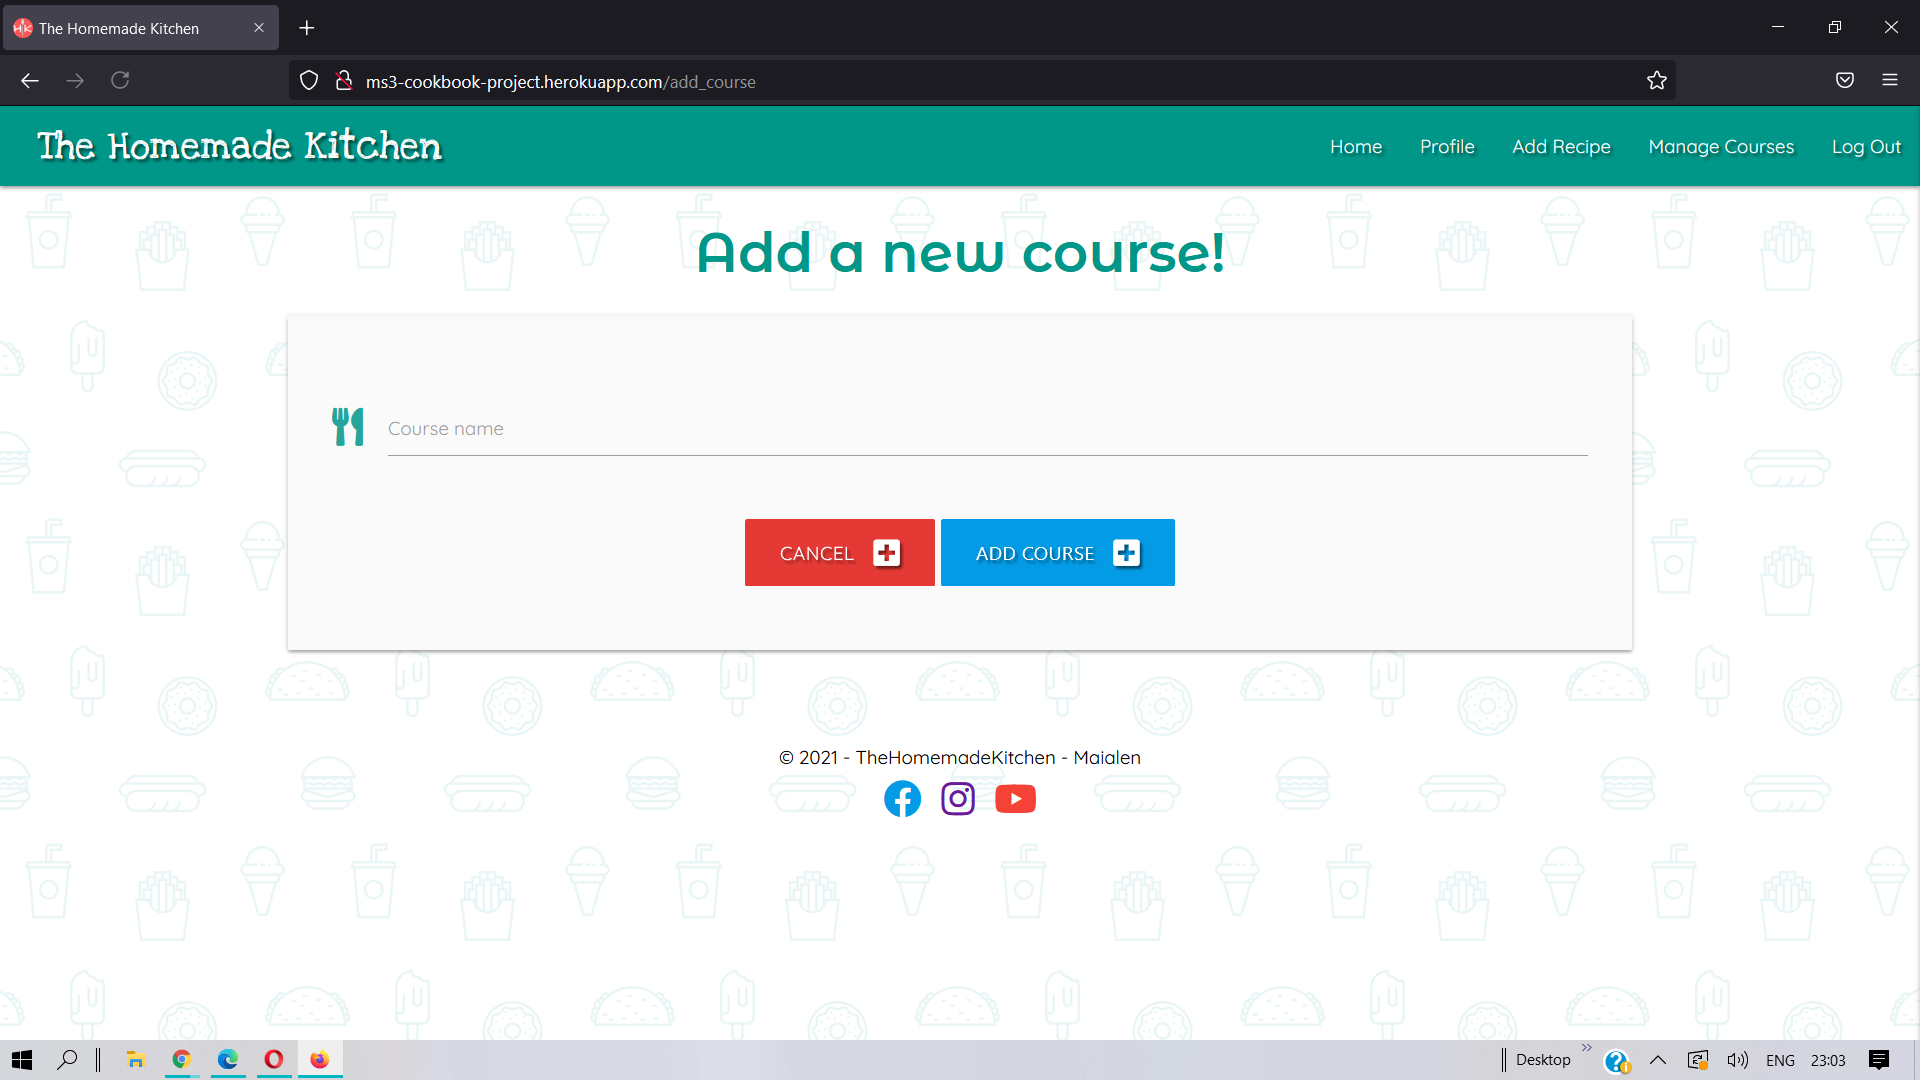 The Homemade Kitchen
ms3-cookbook-project.herokuapp.com/add_course
The Homemade Kitchen
Home Profile Add Recipe Manage Courses Log Out
Add a new course!
Course name
CANCEL ADD COURSE
© 2021 - TheHomemadeKitchen - Maialen
Desktop ENG 23:03